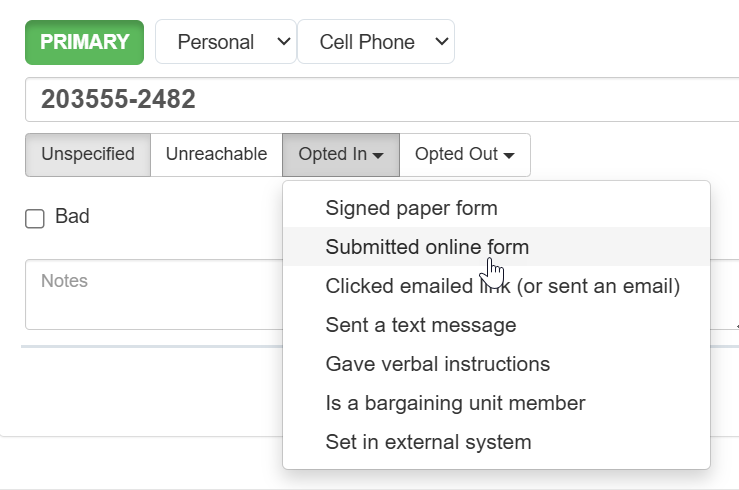 PRIMARY Personal Cell Phone
203555-2482
Unspecified Unreachable Opted In Opted Out
Bad
Notes
Signed paper form
Submitted online form
Clicked emailed link (or sent an email)
Sent a text message
Gave verbal instructions
Is a bargaining unit member
Set in external system